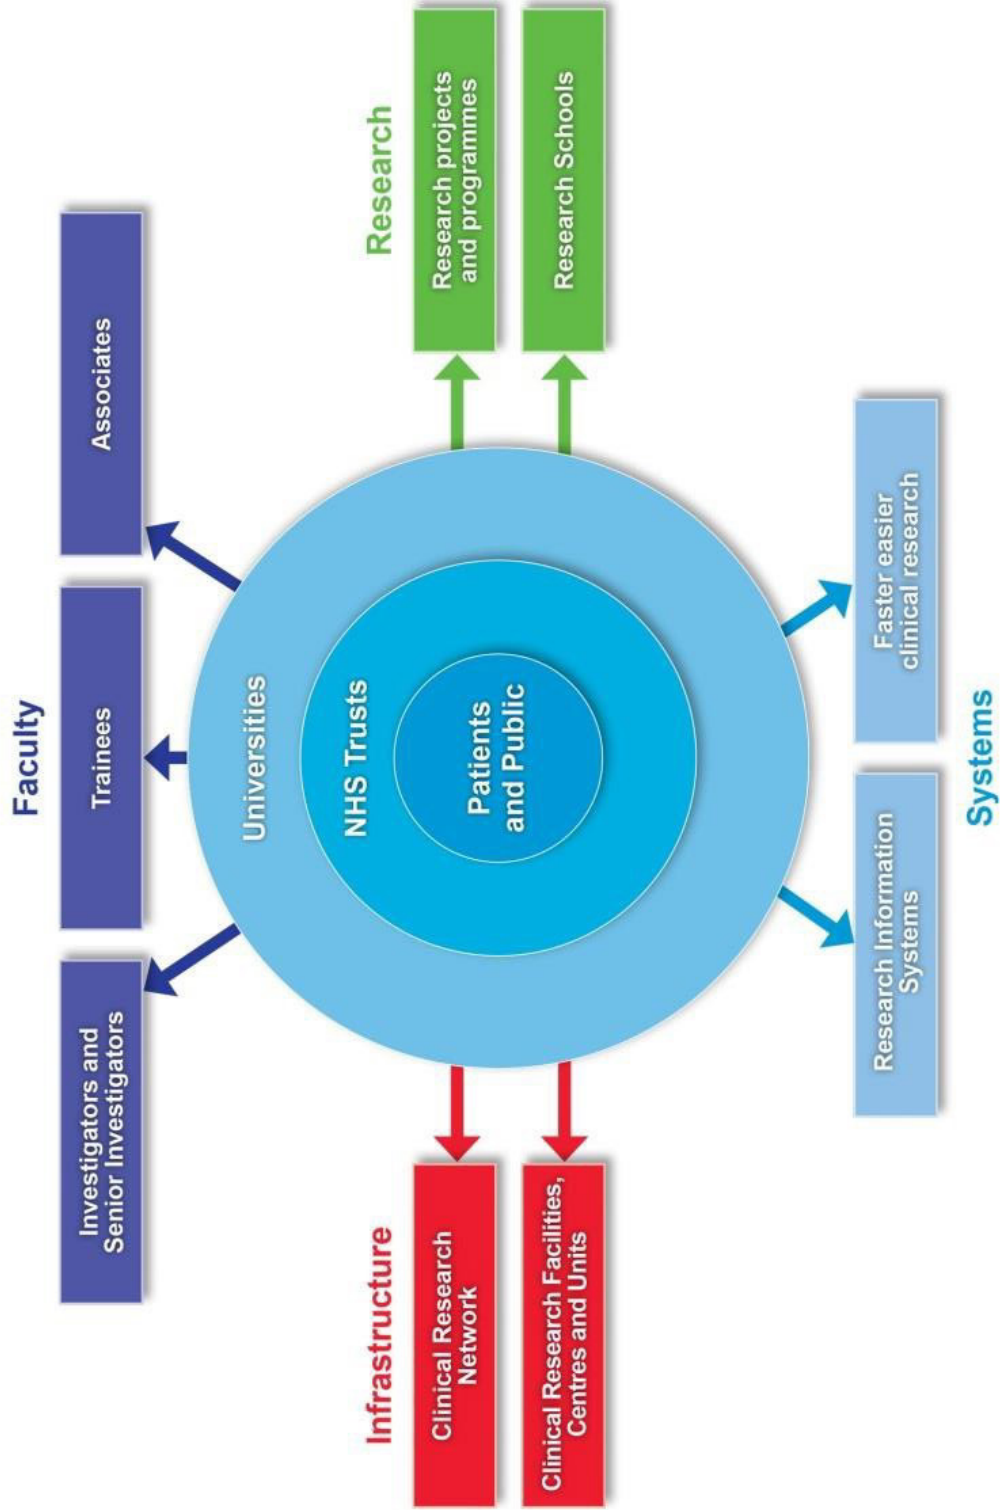 Faculty
Investigators and
Senior Investigators
Trainees
Associates
Universities
NHS Trusts
Patients
and Public
Infrastructure
Clinical Research
Network
Clinical Research Facilities,
Centres and Units
Research
Research projects
and programmes
Research Schools
Research Information
Systems
Faster easier
clinical research
Systems